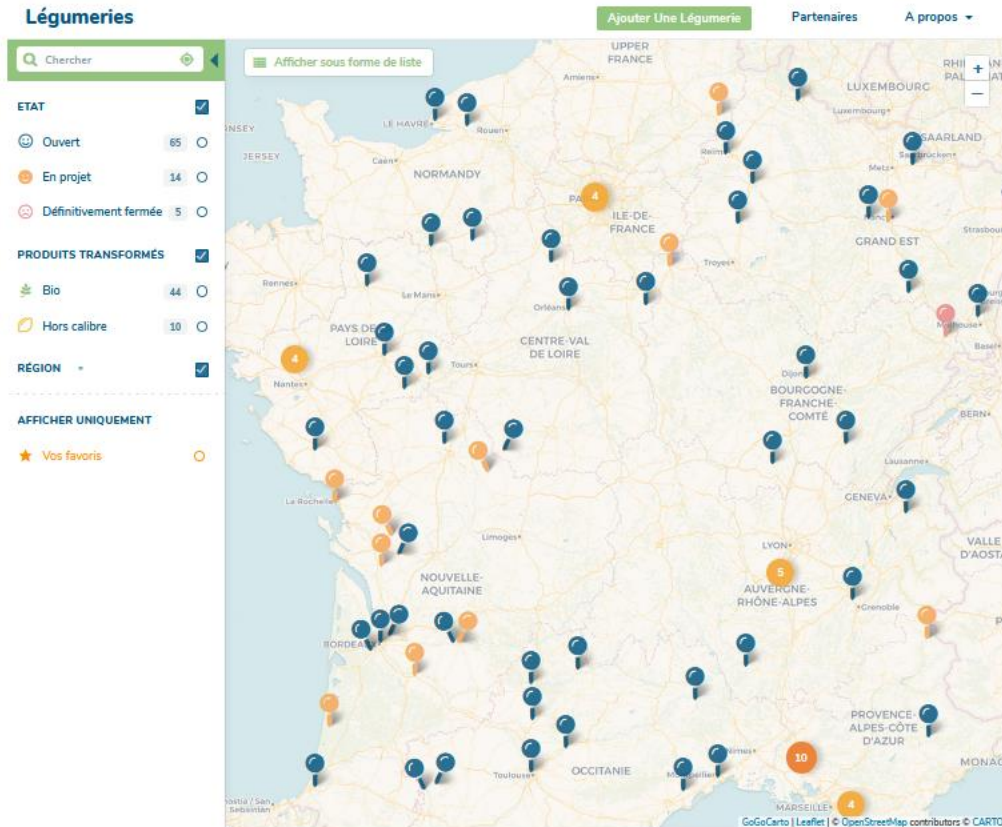 Légumeries
Ajouter Une Légumerie
Partenaires
A propos
Chercher
Afficher sous forme de liste
ETAT
Ouvert 65
En projet 14
Définitivement fermée 5
PRODUITS TRANSFORMÉS
Bio 44
Hors calibre 10
RÉGION
AFFICHER UNIQUEMENT
Vos favoris
+
−
UPPER
FRANCE
Amiens
LUXEMBOURG
Luxembourg
LE HAVRE
Rouen
JERSEY
Caen
NORMANDY
Reims
SAARLAND
Saarbrücken
Metz
4
ILE-DE-
FRANCE
Nancy
Strasbou
GRAND EST
Troyes
Rennes
Le Mans
Orléans
Mulhouse
Basel
PAYS DE
LOIRE
CENTRE-VAL
DE LOIRE
4
Tours
Dijon
Nantes
BOURGOGNE-
FRANCHE-
COMTÉ
BERN
Lausanne
La Rochelle
GENEVA
Limoges
LYON
VALLE
D'AOSTA
5
NOUVELLE-
AQUITAINE
AUVERGNE-
RHÔNE-ALPES
Grenoble
BORDEAUX
PROVENCE-
ALPES-CÔTE
D'AZUR
10
Nimes
Toulouse
OCCITANIE
Montpellier
MONAC
MARSEILLE
4
Sebastián
GoGoCarto | Leaflet | © OpenStreetMap contributors © CARTO